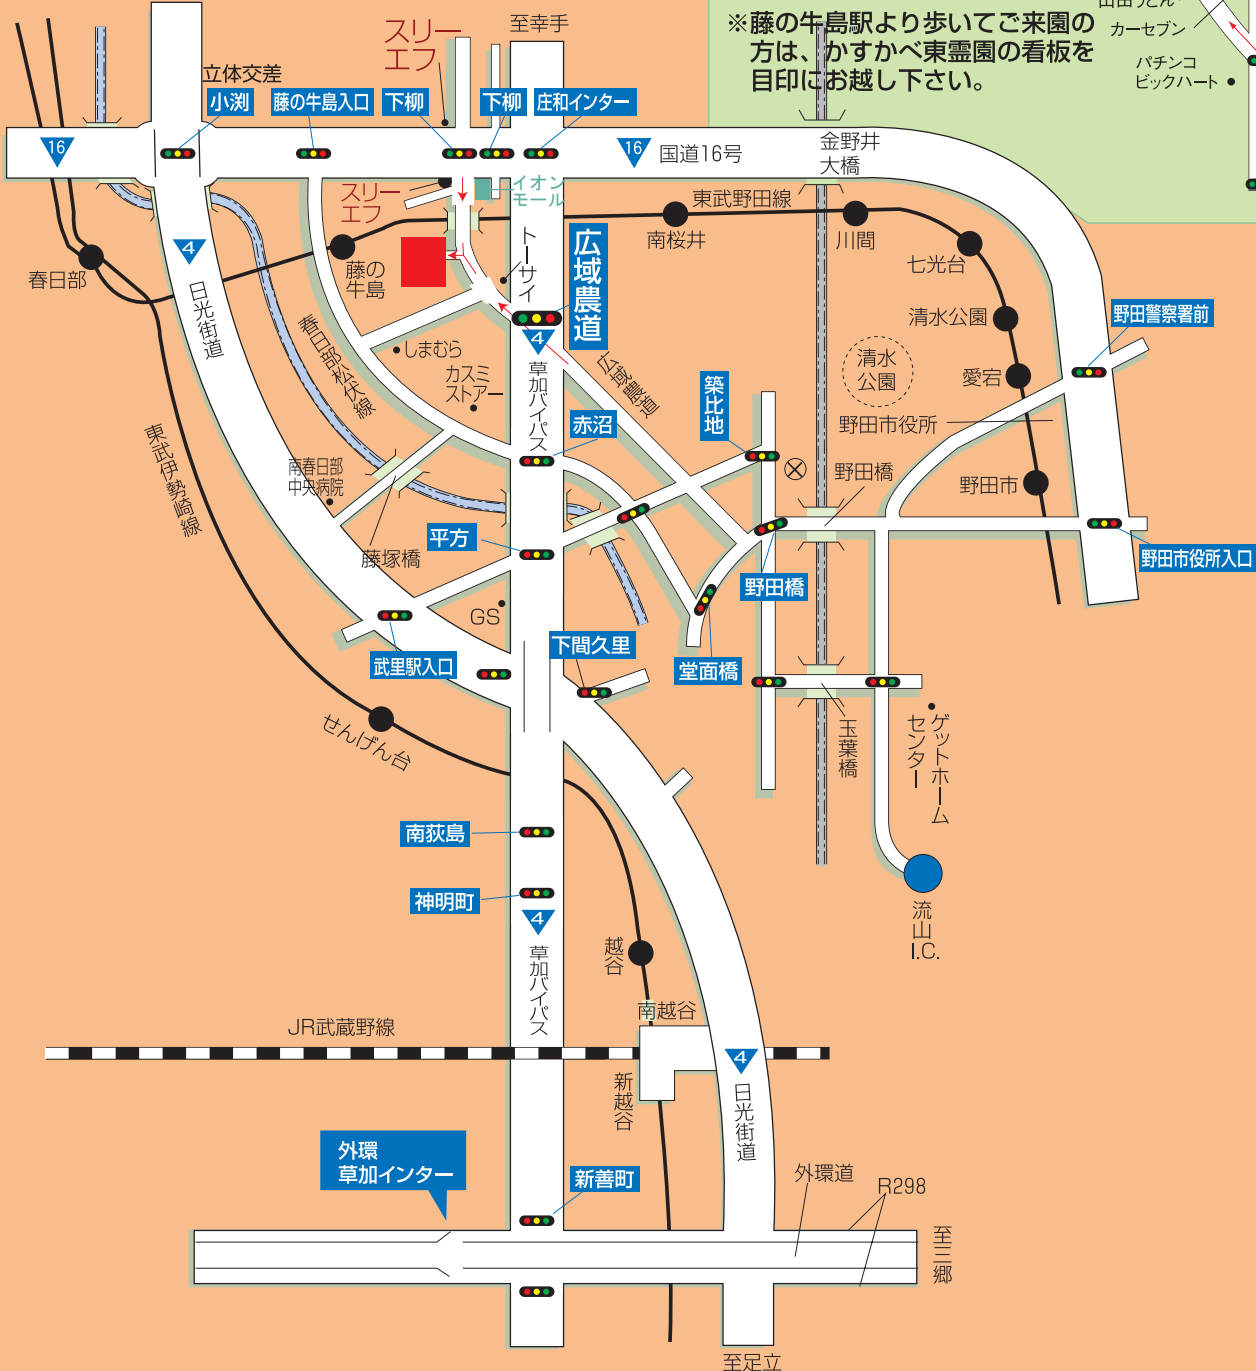 ※藤の牛島駅より歩いてご来園の
方は、かすかべ東霊園の看板を
目印にお越し下さい。
カーセブン
パチンコ
ビックハート
スリー
エフ
至幸手
立体交差
小渕
藤の牛島入口
下柳
下柳
庄和インター
16
16
国道16号
金野井
大橋
スリー
エフ
イオン
モール
東武野田線
南桜井
川間
七光台
春日部
4
日光街道
藤の
牛島
トーサイ
広域農道
4
草加バイパス
広域農道
春日部松伏線
しまむら
カスミ
ストアー
清水公園
清水
公園
愛宕
野田警察署前
野田市役所
築比地
赤沼
東武伊勢崎線
南春日部
中央病院
藤塚橋
平方
野田橋
野田市
野田橋
野田市役所入口
GS
武里駅入口
下間久里
堂面橋
せんげん台
玉葉橋
ゲットホーム
センター
南荻島
神明町
4
草加バイパス
流山
I.C.
越谷
南越谷
JR武蔵野線
新越谷
4
日光街道
外環
草加インター
新善町
外環道
R298
至三郷
至足立